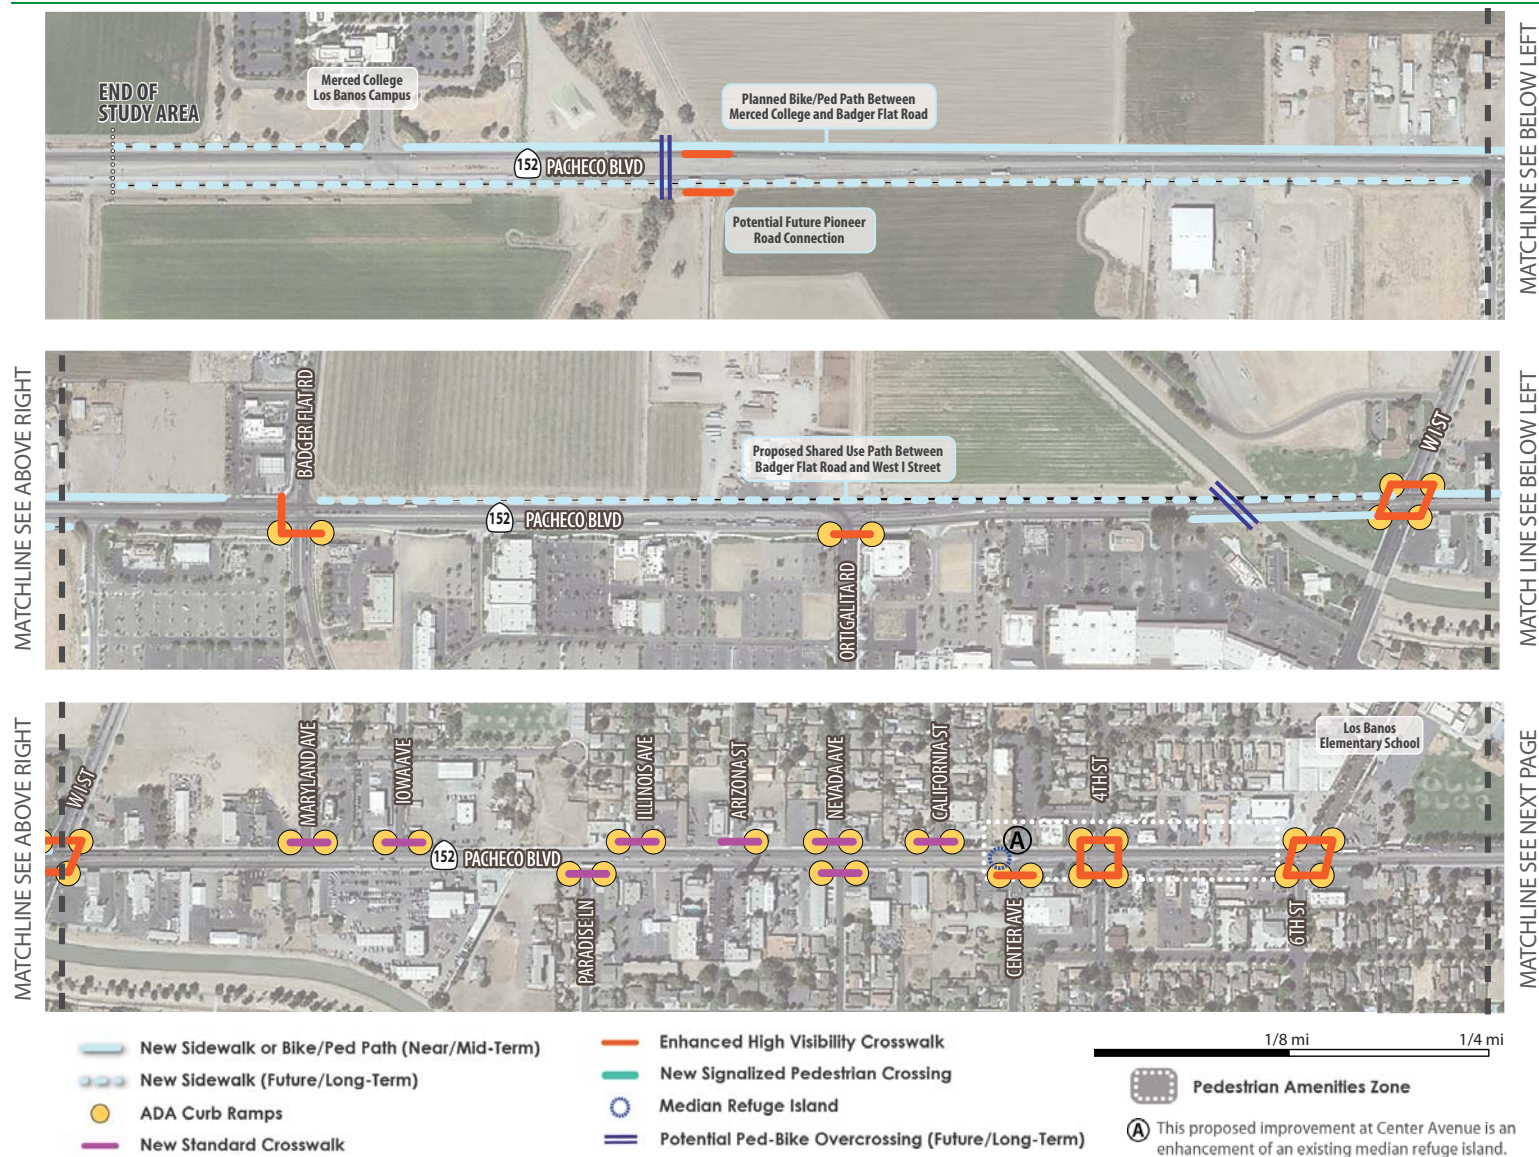 END OF
STUDY AREA
Merced College
Los Banos Campus
Planned Bike/Ped Path Between
Merced College and Badger Flat Road
152 PACHECO BLVD
Potential Future Pioneer
Road Connection
MATCHLINE SEE BELOW LEFT
MATCHLINE SEE ABOVE RIGHT
BADGER FLAT RD
Proposed Shared Use Path Between
Badger Flat Road and West I Street
152 PACHECO BLVD
ORTIGALITA RD
W I ST
MATCH LINE SEE BELOW LEFT
MATCHLINE SEE ABOVE RIGHT
W I ST
MARYLAND AVE
IOWA AVE
152 PACHECO BLVD
PARADISE LN
ILLINOIS AVE
ARIZONA ST
NEVADA AVE
CALIFORNIA ST
A
CENTER AVE
4TH ST
6TH ST
Los Banos
Elementary School
MATCHLINE SEE NEXT PAGE
New Sidewalk or Bike/Ped Path (Near/Mid-Term)
New Sidewalk (Future/Long-Term)
ADA Curb Ramps
New Standard Crosswalk
Enhanced High Visibility Crosswalk
New Signalized Pedestrian Crossing
Median Refuge Island
Potential Ped-Bike Overcrossing (Future/Long-Term)
1/8 mi 1/4 mi
Pedestrian Amenities Zone
A This proposed improvement at Center Avenue is an
enhancement of an existing median refuge island.